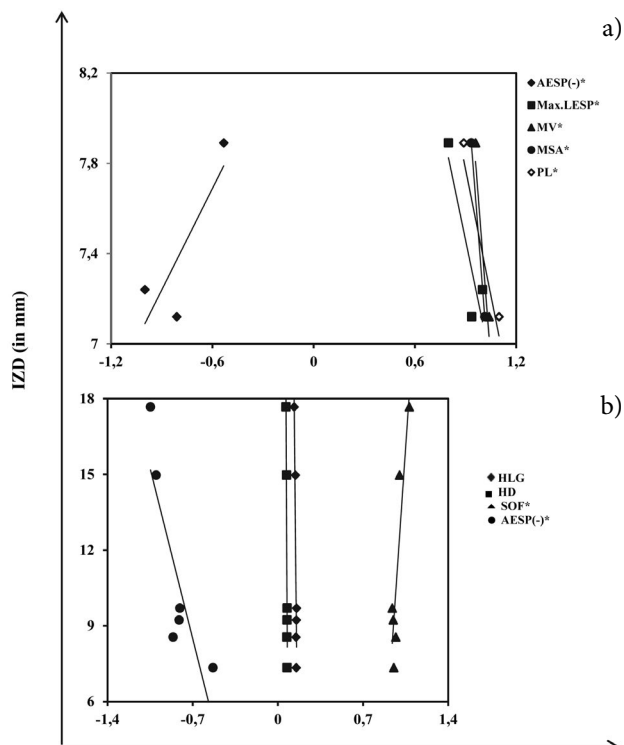 a)
8,2
7,8
7,4
7
-1,2
-0,6
0
0,6
1,2
AESP(-)*
Max.LESP*
MV*
MSA*
PL*
IZD (in mm)
b)
18
15
12
9
6
-1,4
-0,7
0
0,7
1,4
HLG
HD
SOF*
AESP(-)*